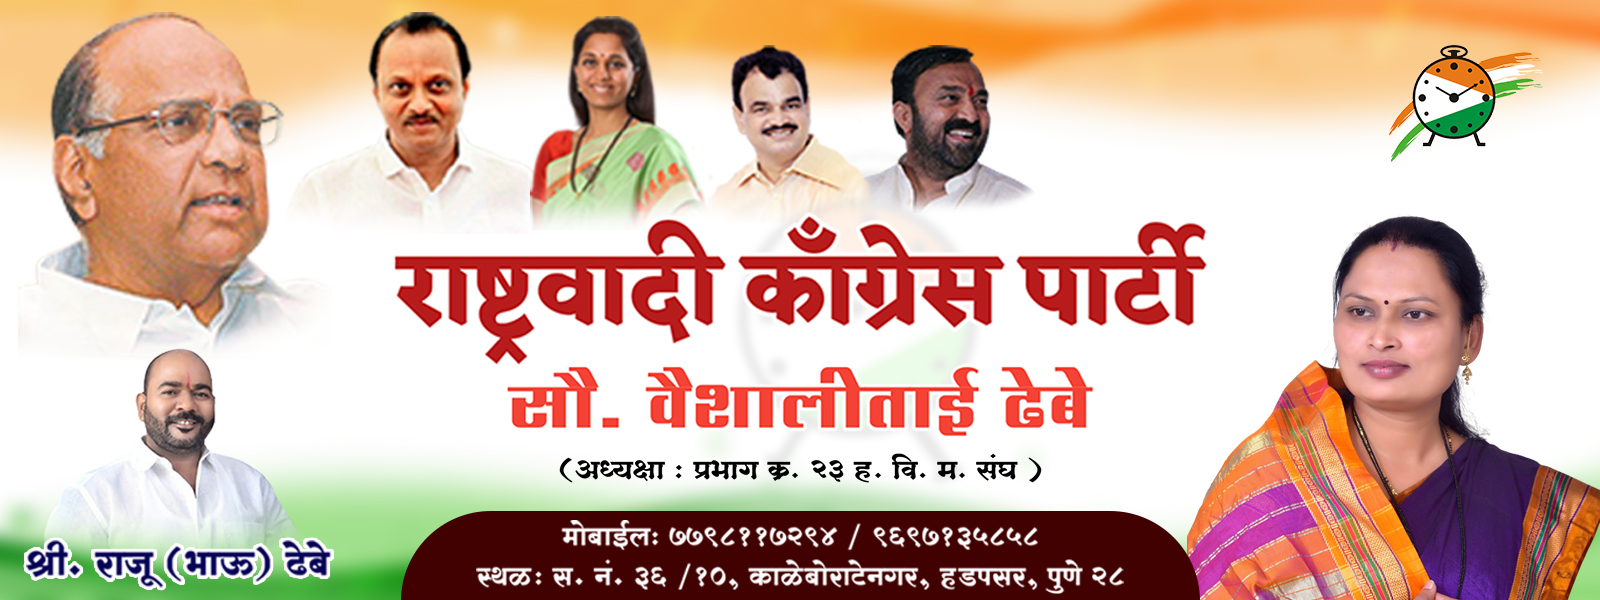 राष्ट्रवादी काँग्रेस पार्टी
सौ. वैशालीताई ढेबे
(अध्यक्षा : प्रभाग क्र. २३ ह. वि. म. संघ )
श्री. राजू (भाऊ) ढेबे
मोबाईल: ७७९८११७२९४ / ९६९७१३५८५८
स्थळ: स. नं. ३६ /१०, काळेबोराटेनगर, हडपसर, पुणे २८